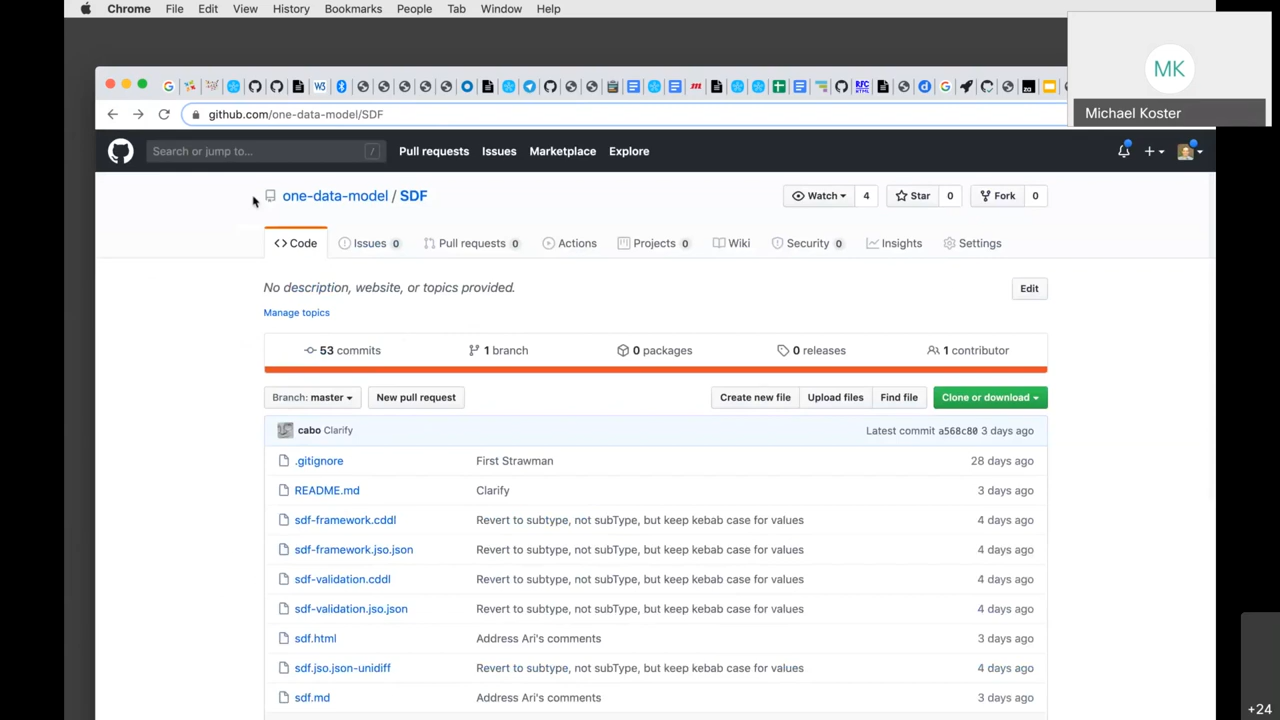 Chrome File Edit View History Bookmarks People Tab Window Help
MK
Michael Koster
github.com/one-data-model/SDF
Search or jump to... /
Pull requests Issues Marketplace Explore
one-data-model / SDF
Watch 4 Star 0 Fork 0
Code Issues 0 Pull requests 0 Actions Projects 0 Wiki Security 0 Insights Settings
No description, website, or topics provided.
Edit
Manage topics
53 commits 1 branch 0 packages 0 releases 1 contributor
Branch: master New pull request Create new file Upload files Find file Clone or download
cabo Clarify Latest commit a568c80 3 days ago
.gitignore First Strawman 28 days ago
README.md Clarify 3 days ago
sdf-framework.cddl Revert to subtype, not subType, but keep kebab case for values 4 days ago
sdf-framework.jso.json Revert to subtype, not subType, but keep kebab case for values 4 days ago
sdf-validation.cddl Revert to subtype, not subType, but keep kebab case for values 4 days ago
sdf-validation.jso.json Revert to subtype, not subType, but keep kebab case for values 4 days ago
sdf.html Address Ari's comments 3 days ago
sdf.jso.json-unidiff Revert to subtype, not subType, but keep kebab case for values 4 days ago
sdf.md Address Ari's comments 3 days ago
+24